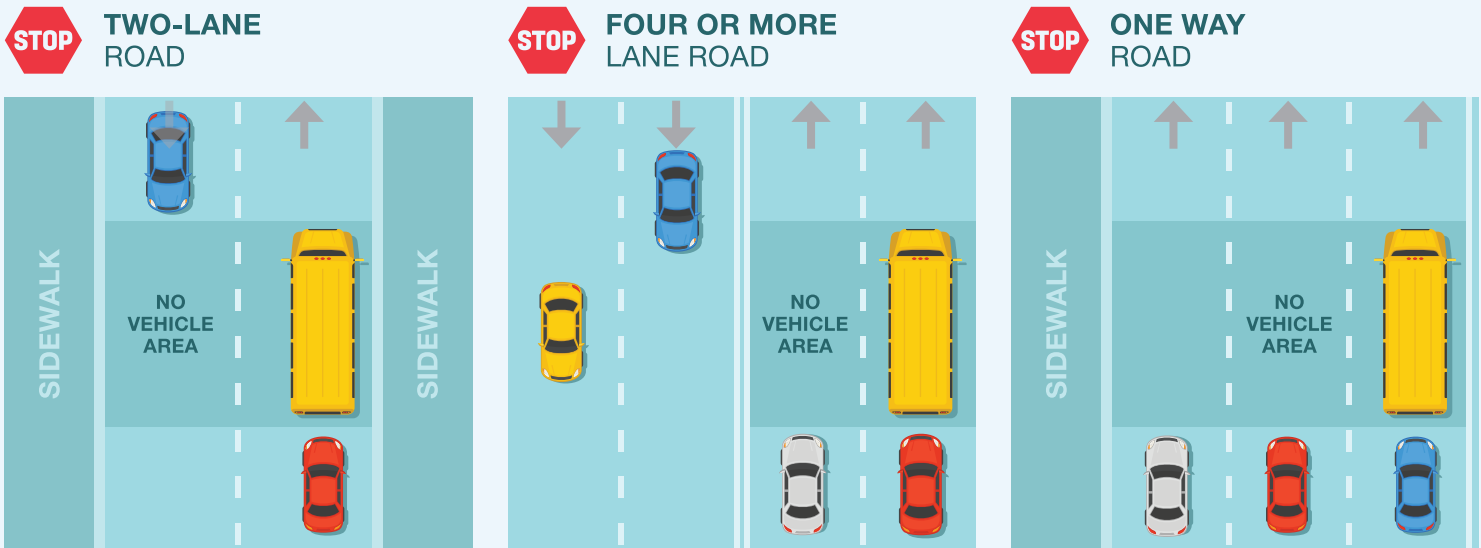 STOP
TWO-LANE
ROAD
SIDEWALK
NO
VEHICLE
AREA
SIDEWALK
STOP
FOUR OR MORE
LANE ROAD
NO
VEHICLE
AREA
STOP
ONE WAY
ROAD
SIDEWALK
NO
VEHICLE
AREA